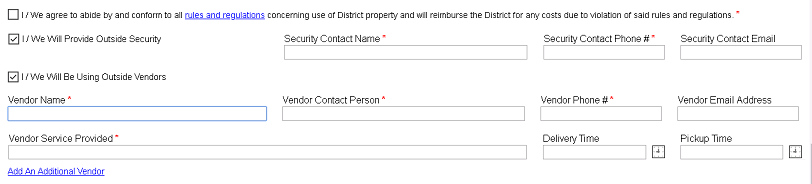 I / We agree to abide by and conform to all rules and regulations concerning use of District property and will reimburse the District for any costs due to violation of said rules and regulations. *
I / We Will Provide Outside Security
Security Contact Name * Security Contact Phone # * Security Contact Email
I / We Will Be Using Outside Vendors
Vendor Name * Vendor Contact Person * Vendor Phone # * Vendor Email Address
Vendor Service Provided * Delivery Time Pickup Time
Add An Additional Vendor